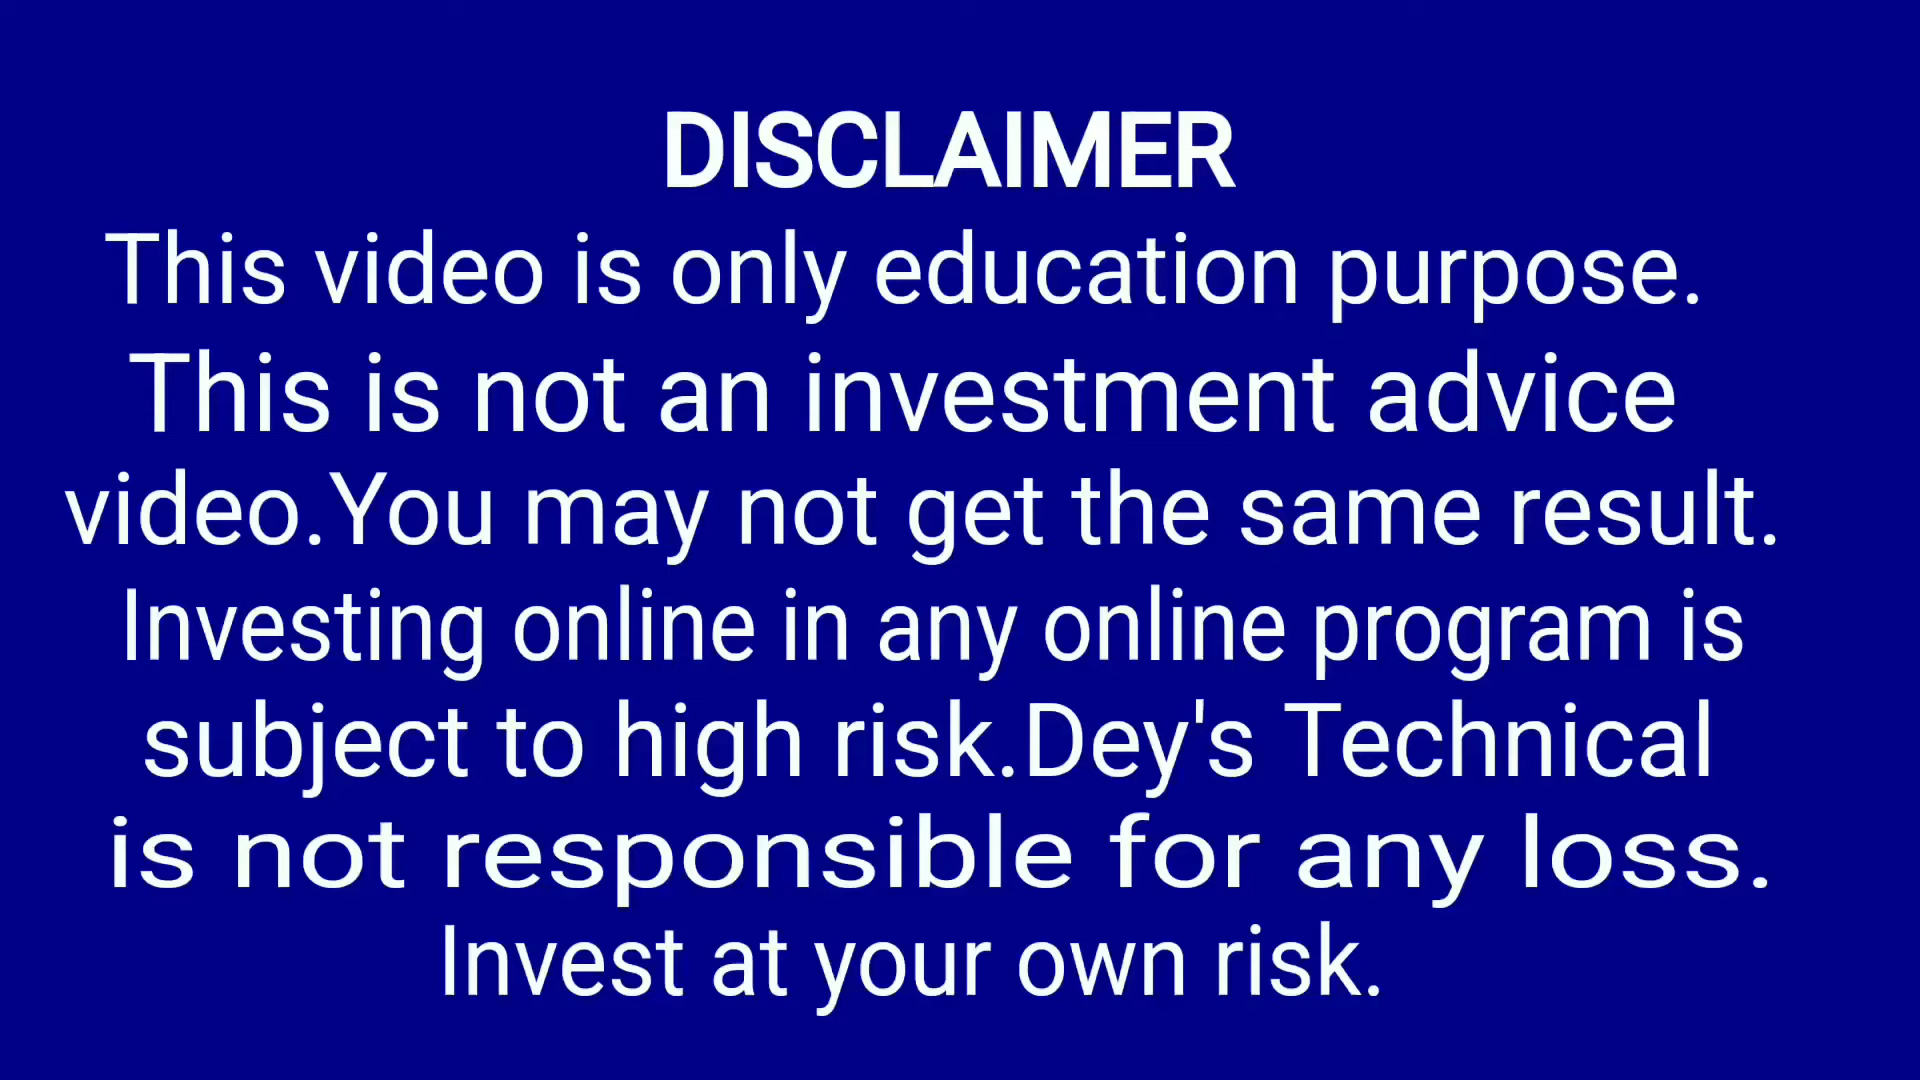 DISCLAIMER
This video is only education purpose.
This is not an investment advice
video.You may not get the same result.
Investing online in any online program is
subject to high risk.Dey's Technical
is not responsible for any loss.
Invest at your own risk.